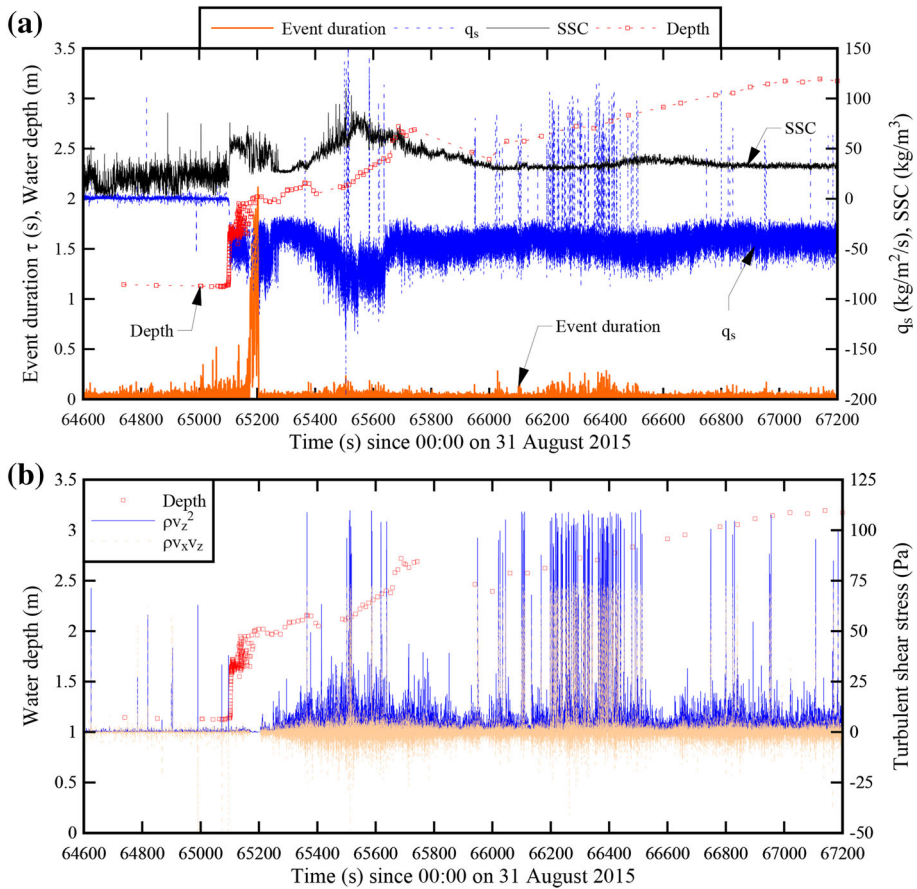 (a)
Event duration qs SSC Depth
3.5 150
3 100
2.5 50
2 0
1.5 -50
1 -100
0.5 -150
0 -200
Event duration τ (s), Water depth (m)
qs (kg/m²/s), SSC (kg/m³)
SSC
Depth
Event duration
qs
64600 64800 65000 65200 65400 65600 65800 66000 66200 66400 66600 66800 67000 67200
Time (s) since 00:00 on 31 August 2015
(b)
Depth
ρvz²
ρvxvz
3.5 125
3 100
2.5 75
2 50
1.5 25
1 0
0.5 -25
0 -50
Water depth (m)
Turbulent shear stress (Pa)
64600 64800 65000 65200 65400 65600 65800 66000 66200 66400 66600 66800 67000 67200
Time (s) since 00:00 on 31 August 2015